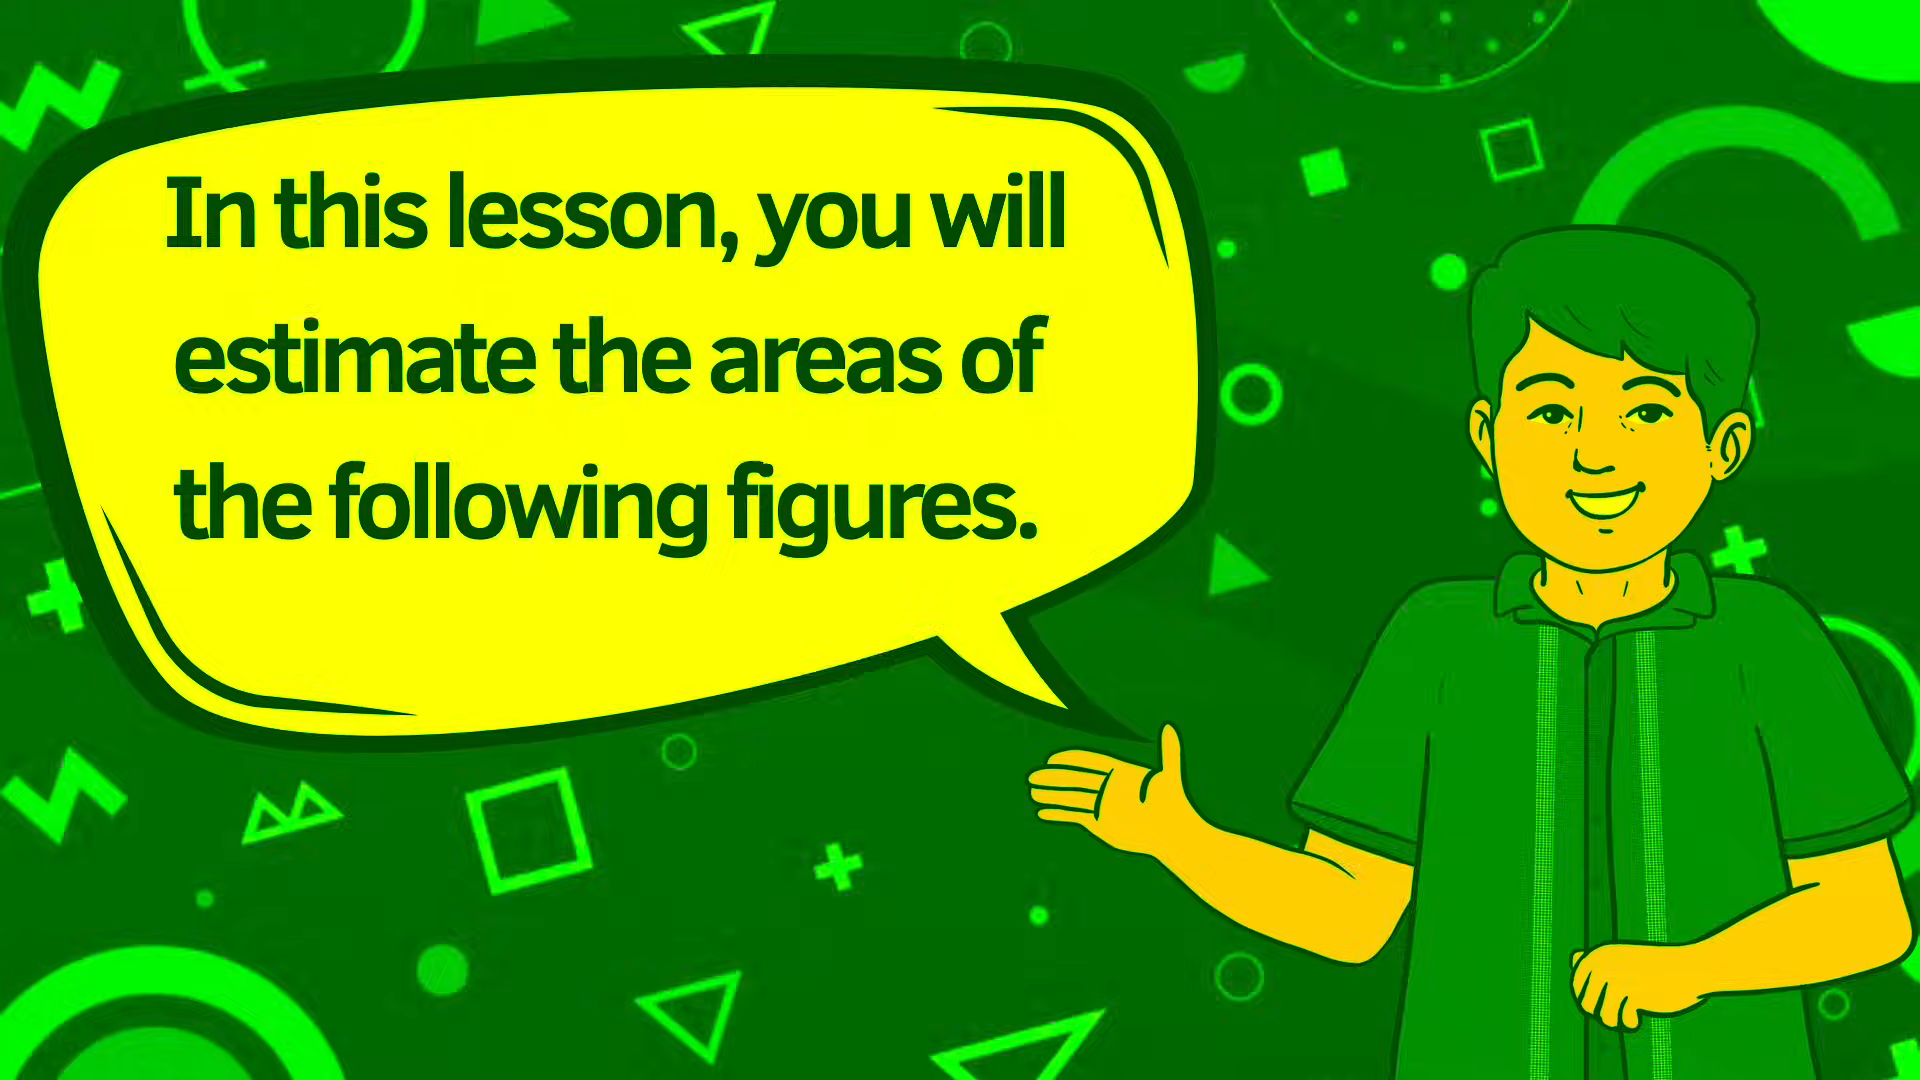 In this lesson, you will
estimate the areas of
the following figures.